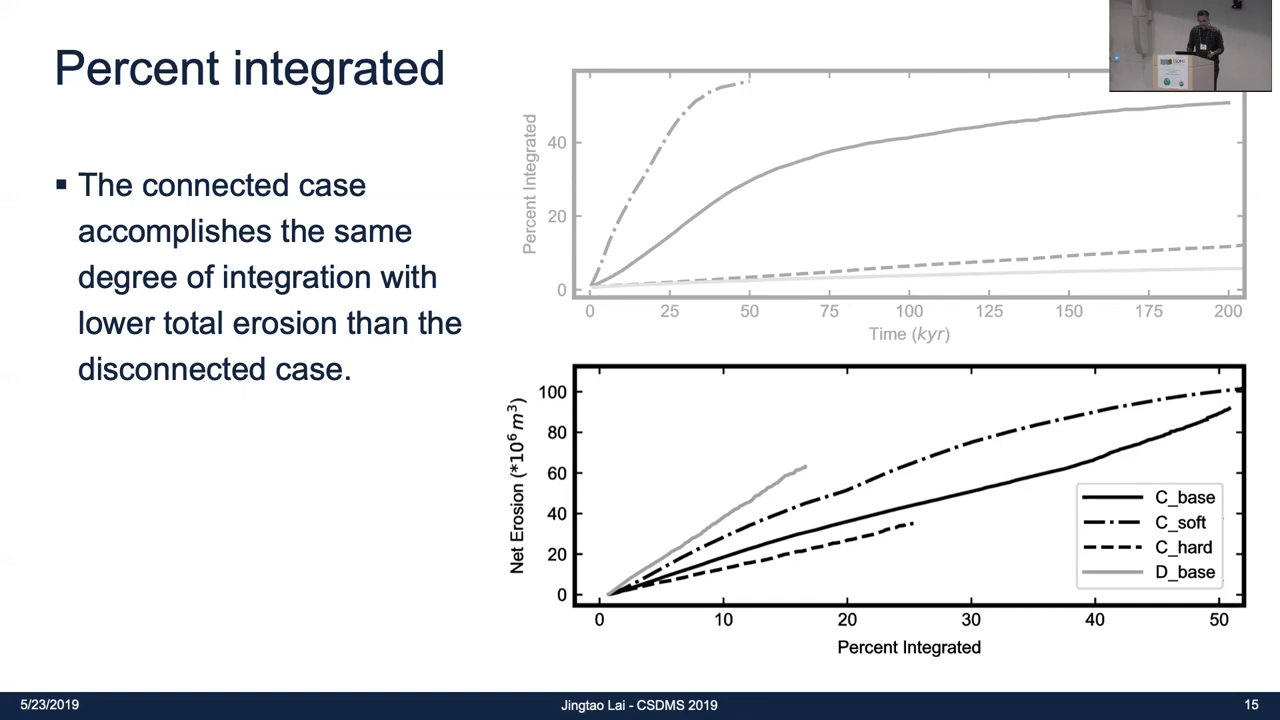 Percent integrated
▪ The connected case
accomplishes the same
degree of integration with
lower total erosion than the
disconnected case.
Percent Integrated
40
20
0
0 25 50 75 100 125 150 175 200
Time (kyr)
Net Erosion (*10⁶ m³)
100
80
60
40
20
0
C_base
C_soft
C_hard
D_base
0 10 20 30 40 50
Percent Integrated
5/23/2019 Jingtao Lai - CSDMS 2019 15